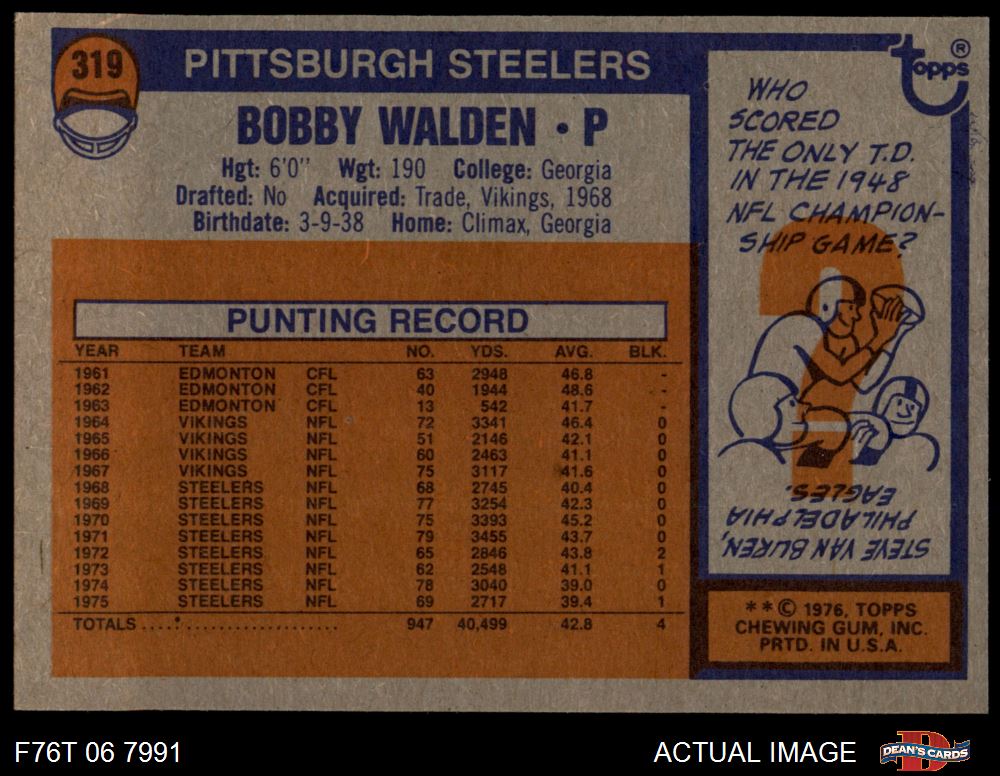 319
PITTSBURGH STEELERS
BOBBY WALDEN • P
Hgt: 6'0" Wgt: 190 College: Georgia
Drafted: No Acquired: Trade, Vikings, 1968
Birthdate: 3-9-38 Home: Climax, Georgia
PUNTING RECORD
YEAR TEAM NO. YDS. AVG. BLK.
1961 EDMONTON CFL 63 2948 46.8 -
1962 EDMONTON CFL 40 1944 48.6 -
1963 EDMONTON CFL 13 542 41.7 -
1964 VIKINGS NFL 72 3341 46.4 0
1965 VIKINGS NFL 51 2146 42.1 0
1966 VIKINGS NFL 60 2463 41.1 0
1967 VIKINGS NFL 75 3117 41.6 0
1968 STEELERS NFL 68 2745 40.4 0
1969 STEELERS NFL 77 3254 42.3 0
1970 STEELERS NFL 75 3393 45.2 0
1971 STEELERS NFL 79 3455 43.7 0
1972 STEELERS NFL 65 2846 43.8 2
1973 STEELERS NFL 62 2548 41.1 1
1974 STEELERS NFL 78 3040 39.0 0
1975 STEELERS NFL 69 2717 39.4 1
TOTALS ........................ 947 40,499 42.8 4
topps ®
WHO
SCORED
THE ONLY T.D.
IN THE 1948
NFL CHAMPION-
SHIP GAME?
?
STEVE VAN BUREN,
PHILADELPHIA
EAGLES.
** © 1976, TOPPS
CHEWING GUM, INC.
PRTD. IN U.S.A.
F76T 06 7991
ACTUAL IMAGE
DEAN'S CARDS